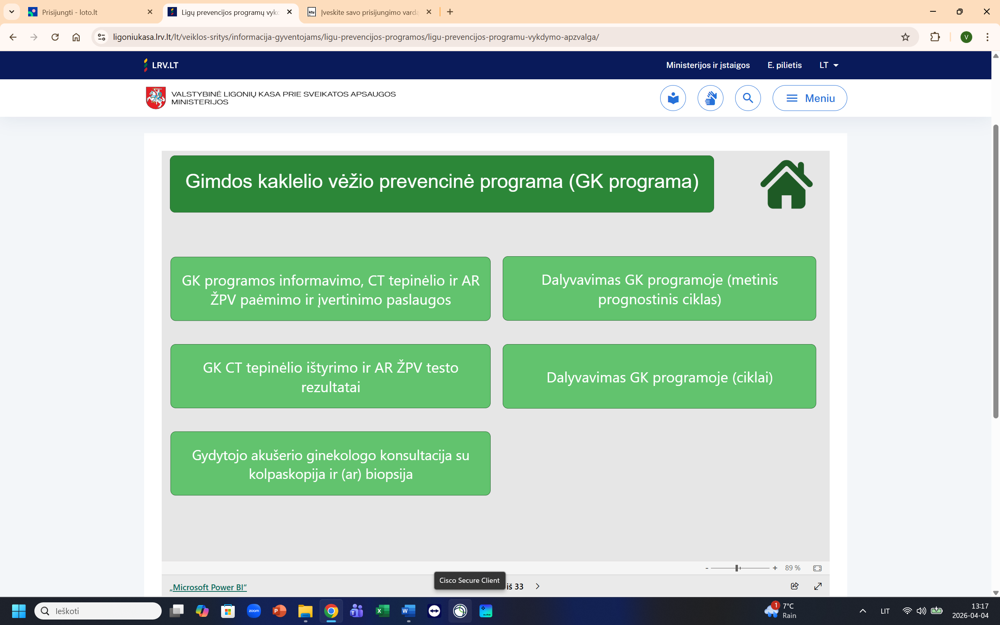 Prisijungti - loto.lt
Ligų prevencijos programų vyk
Įveskite savo prisijungimo vard
ligoniukasa.lrv.lt/lt/veiklos-sritys/informacija-gyventojams/ligu-prevencijos-programos/ligu-prevencijos-programu-vykdymo-apzvalga/
V
LRV.LT
Ministerijos ir įstaigos
E. pilietis
LT
VALSTYBINĖ LIGONIŲ KASA PRIE SVEIKATOS APSAUGOS
MINISTERIJOS
Meniu
Gimdos kaklelio vėžio prevencinė programa (GK programa)
GK programos informavimo, CT tepinėlio ir AR
ŽPV paėmimo ir įvertinimo paslaugos
Dalyvavimas GK programoje (metinis
prognostinis ciklas)
GK CT tepinėlio ištyrimo ir AR ŽPV testo
rezultatai
Dalyvavimas GK programoje (ciklai)
Gydytojo akušerio ginekologo konsultacija su
kolpaskopija ir (ar) biopsija
- + 89 %
„Microsoft Power BI“
Cisco Secure Client
iš 33
Ieškoti
zoom
1
7°C
Rain
LIT
13:17
2026-04-04